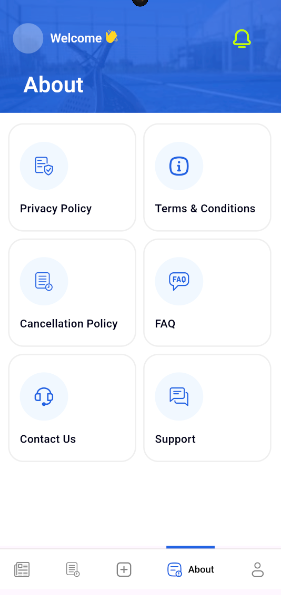 Welcome 👏
About
Privacy Policy
Terms & Conditions
Cancellation Policy
FAQ
FAQ
Contact Us
Support
About